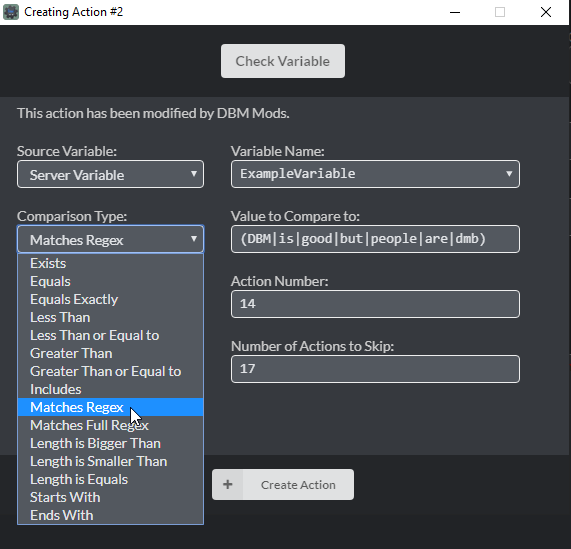 Creating Action #2
Check Variable
This action has been modified by DBM Mods.
Source Variable:
Server Variable
Variable Name:
ExampleVariable
Comparison Type:
Matches Regex
Value to Compare to:
(DBM|is|good|but|people|are|dmb)
Exists
Equals
Equals Exactly
Less Than
Less Than or Equal to
Greater Than
Greater Than or Equal to
Includes
Matches Regex
Matches Full Regex
Length is Bigger Than
Length is Smaller Than
Length is Equals
Starts With
Ends With
Action Number:
14
Number of Actions to Skip:
17
+ Create Action